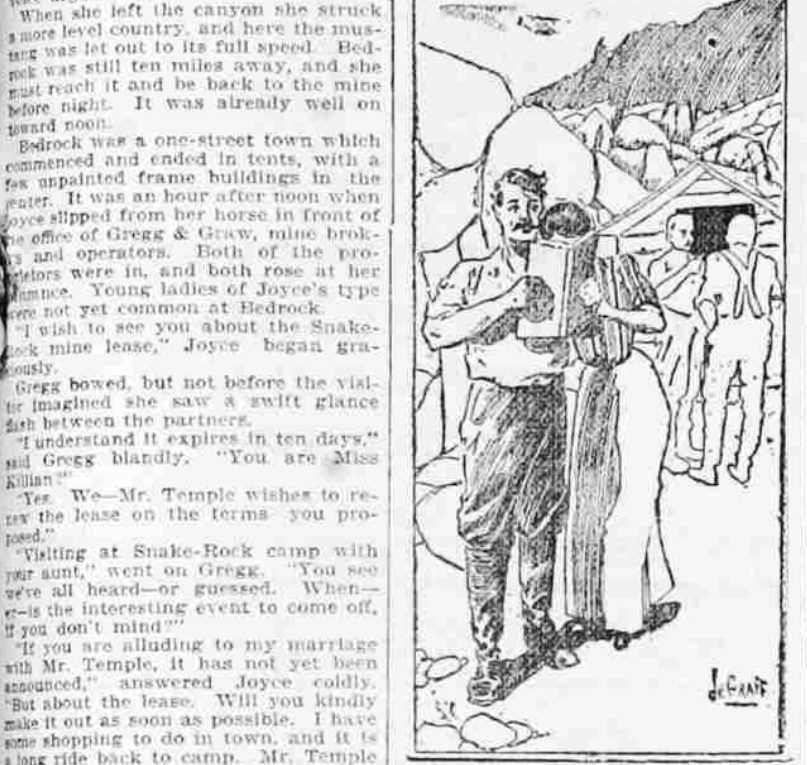 When she left the canyon she struck
a more level country, and here the mus-
tang was let out to its full speed. Bed-
rock was still ten miles away, and she
must reach it and be back to the mine
before night. It was already well on
toward noon.
Bedrock was a one-street town which
commenced and ended in tents, with a
few unpainted frame buildings in the
center. It was an hour after noon when
Joyce slipped from her horse in front of
the office of Gregg & Graw, mine brok-
ers and operators. Both of the pro-
prietors were in, and both rose at her
Young ladies of Joyce's type
were not yet common at Bedrock.
"I wish to see you about the Snake-
Rock mine lease," Joyce began gra-
ciously.
Gregg bowed, but not before the visi-
tor imagined she saw a swift glance
flash between the partners.
"I understand it expires in ten days,"
said Gregg blandly. "You are Miss
Killian?"
"Yes. We—Mr. Temple wishes to re-
new the lease on the terms you pro-
posed."
"Visiting at Snake-Rock camp with
your aunt," went on Gregg. "You see
we're all heard—or guessed. When—
er—is the interesting event to come off,
if you don't mind?"
"If you are alluding to my marriage
with Mr. Temple, it has not yet been
announced," answered Joyce coldly.
"But about the lease. Will you kindly
make it out as soon as possible. I have
some shopping to do in town, and it is
a long ride back to camp. Mr. Temple
deGraff